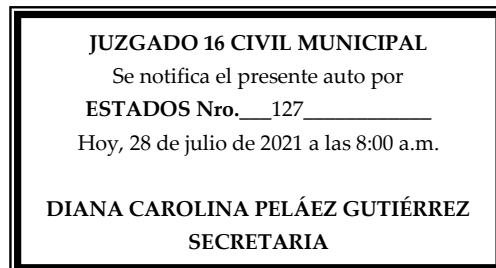 JUZGADO 16 CIVIL MUNICIPAL
Se notifica el presente auto por
ESTADOS Nro.___127____________
Hoy, 28 de julio de 2021 a las 8:00 a.m.
DIANA CAROLINA PELÁEZ GUTIÉRREZ
SECRETARIA